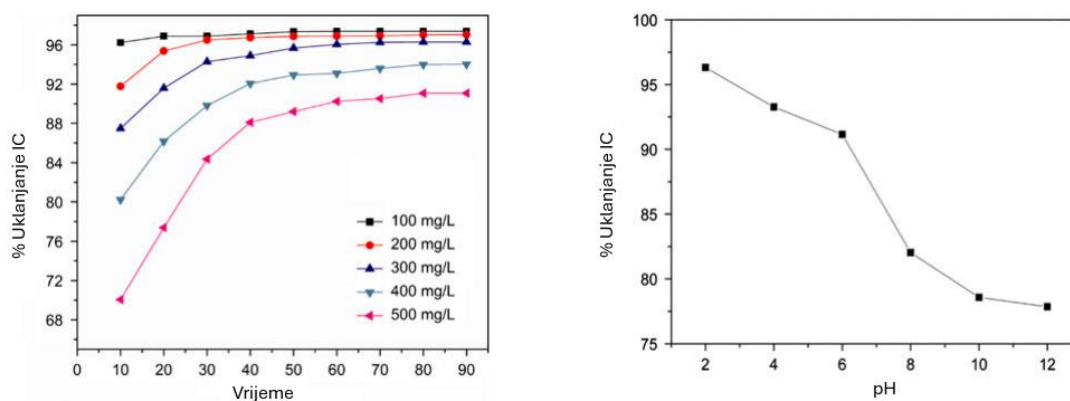 % Uklanjanje IC
96
92
88
84
80
76
72
68
0 10 20 30 40 50 60 70 80 90
Vrijeme
100 mg/L
200 mg/L
300 mg/L
400 mg/L
500 mg/L
% Uklanjanje IC
100
95
90
85
80
75
2 4 6 8 10 12
pH